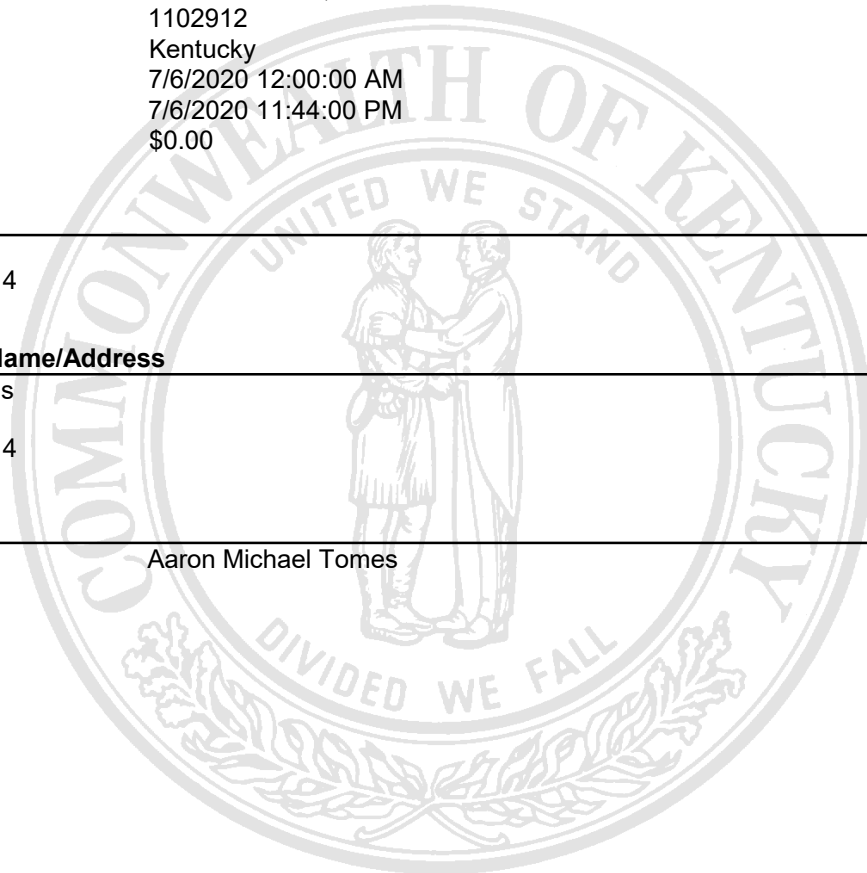 1102912
Kentucky
7/6/2020 12:00:00 AM
7/6/2020 11:44:00 PM
$0.00
4
Name/Address
s
4
Aaron Michael Tomes
COMMONWEALTH OF KENTUCKY
UNITED WE STAND
DIVIDED WE FALL